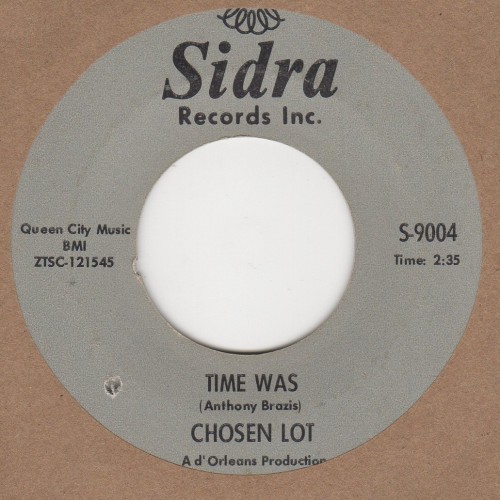 Sidra
Records Inc.
Queen City Music
BMI
ZTSC-121545
S-9004
Time: 2:35
TIME WAS
(Anthony Brazis)
CHOSEN LOT
A d'Orleans Production